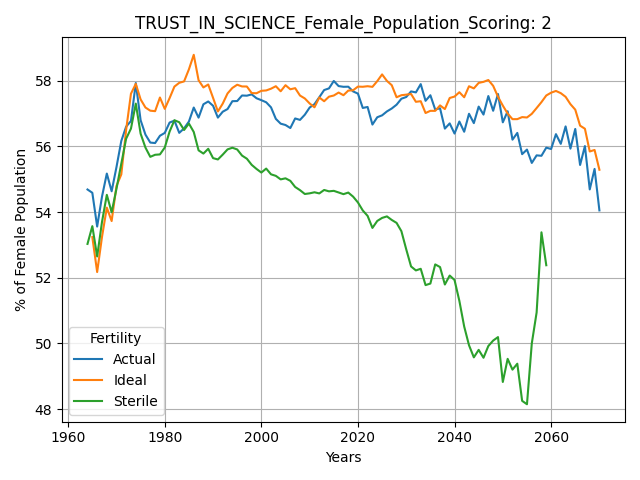 TRUST_IN_SCIENCE_Female_Population_Scoring: 2
% of Female Population
58
56
54
52
50
48
Fertility
Actual
Ideal
Sterile
1960 1980 2000 2020 2040 2060
Years